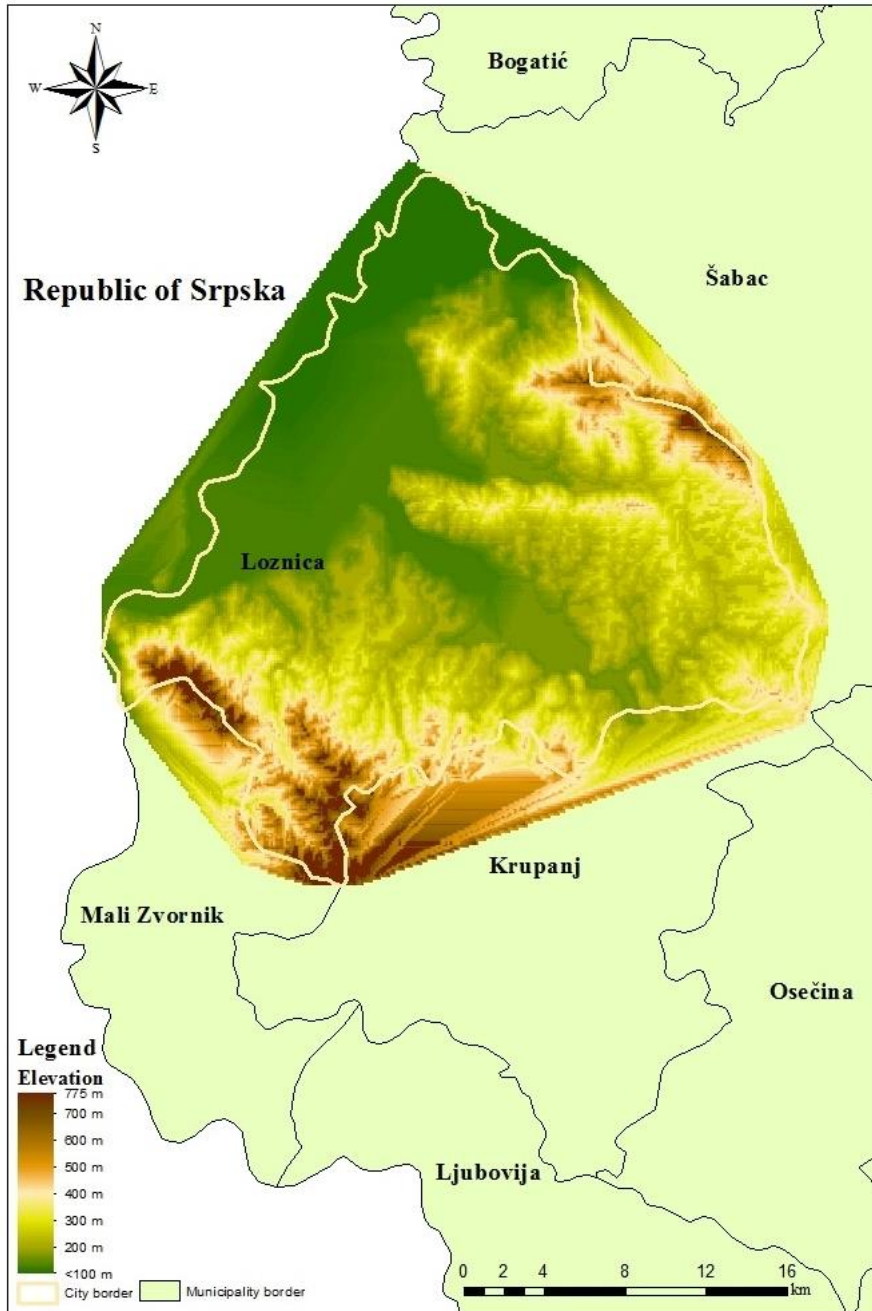 N
W E
S
Bogatić
Šabac
Republic of Srpska
Loznica
Krupanj
Mali Zvornik
Osečina
Ljubovija
Legend
Elevation
775 m
700 m
600 m
500 m
400 m
300 m
200 m
<100 m
City border Municipality border
0 2 4 8 12 16
km